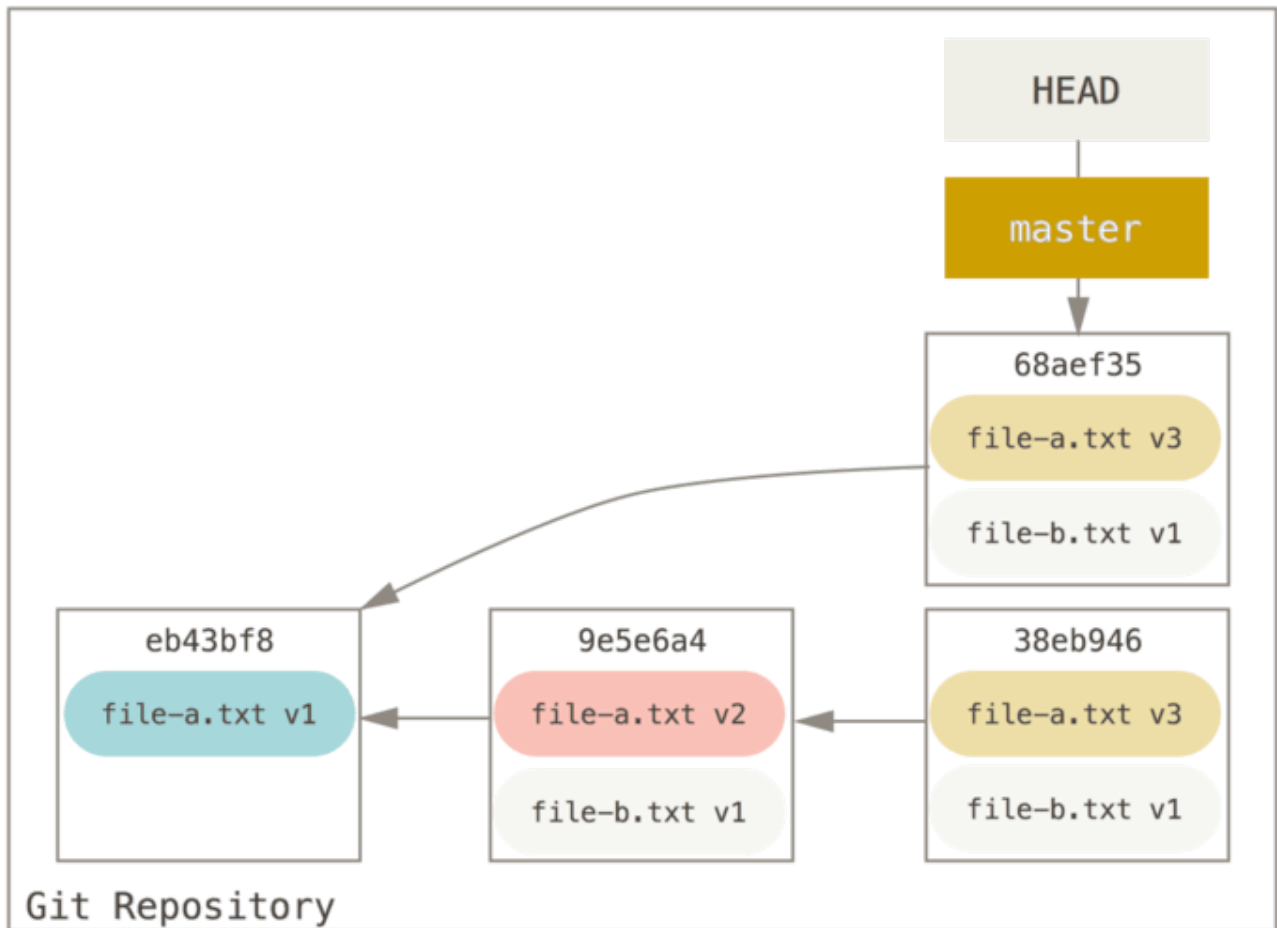 HEAD
master
68aef35
file-a.txt v3
file-b.txt v1
eb43bf8
file-a.txt v1
9e5e6a4
file-a.txt v2
file-b.txt v1
38eb946
file-a.txt v3
file-b.txt v1
Git Repository